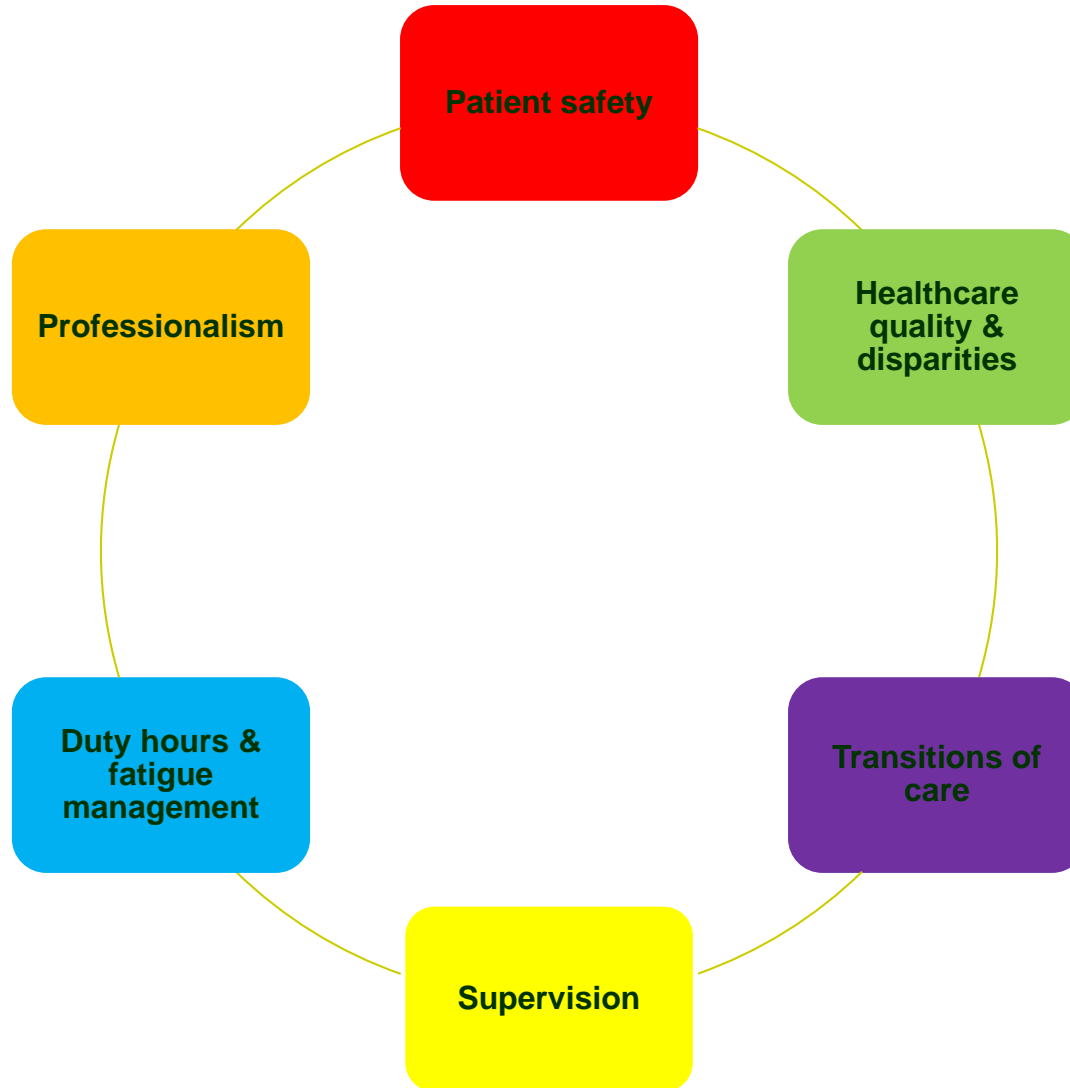 Patient safety
Healthcare
quality &
disparities
Transitions of
care
Supervision
Duty hours &
fatigue
management
Professionalism